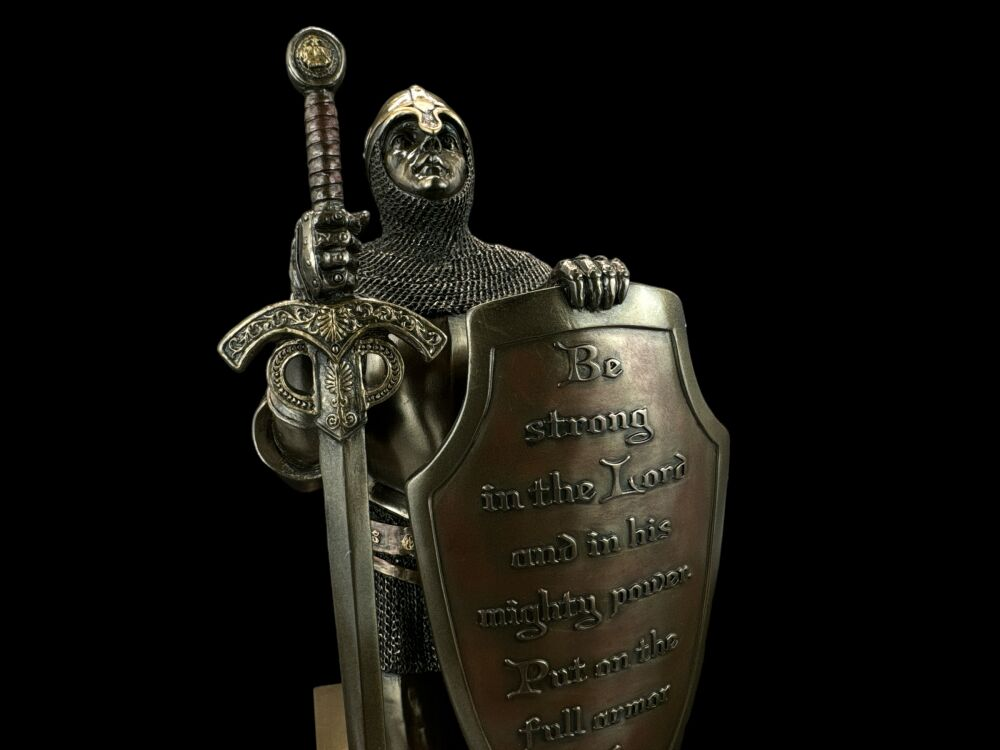 Be
strong
in the Lord
and in his
mighty power.
Put on the
full armor